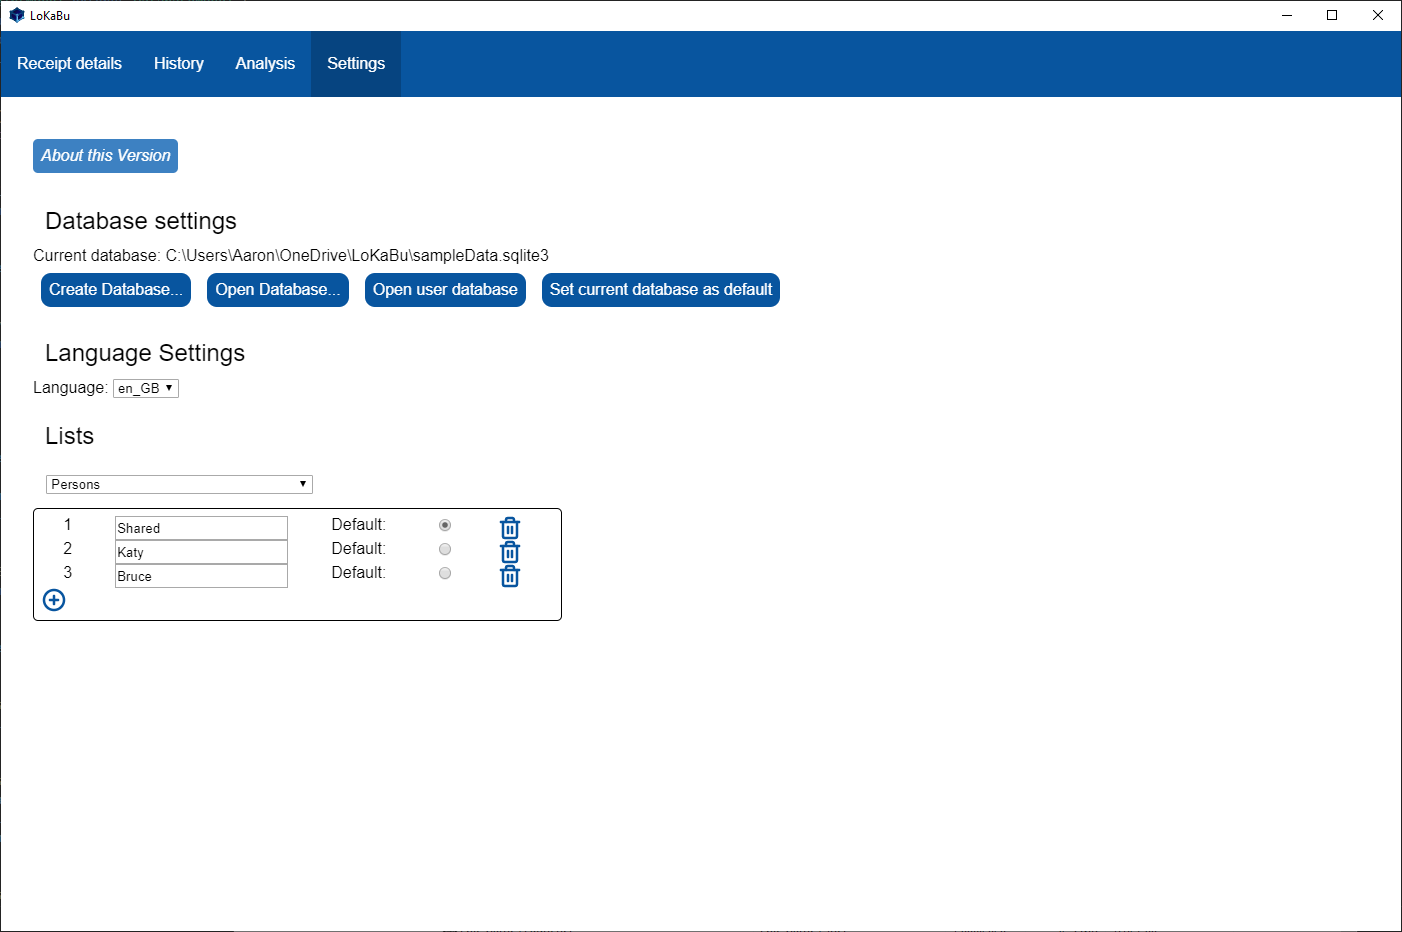 LoKaBu
Receipt details History Analysis Settings
About this Version
Database settings
Current database: C:\Users\Aaron\OneDrive\LoKaBu\sampleData.sqlite3
Create Database... Open Database... Open user database Set current database as default
Language Settings
Language: en_GB
Lists
Persons
1 Shared Default:
2 Katy Default:
3 Bruce Default: